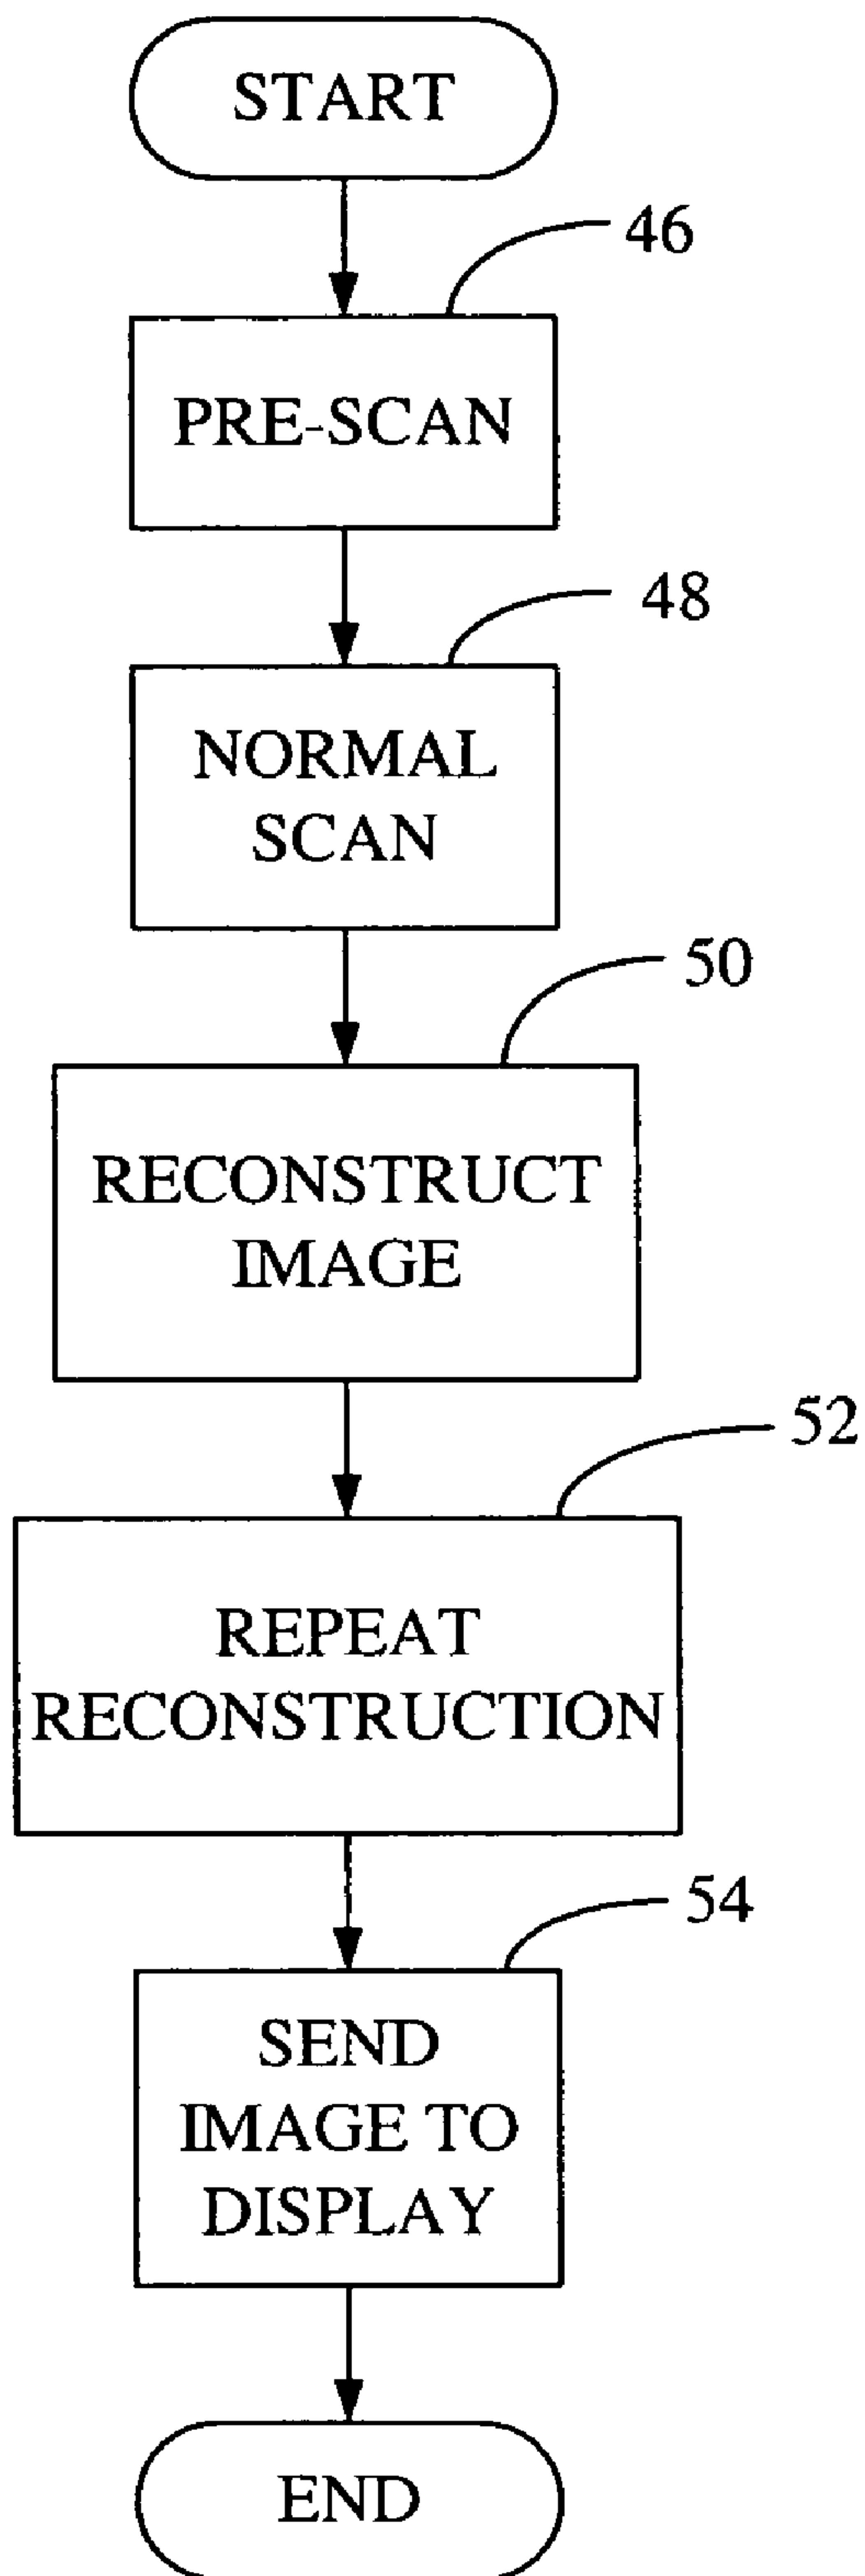 START
46
PRE-SCAN
48
NORMAL
SCAN
50
RECONSTRUCT
IMAGE
52
REPEAT
RECONSTRUCTION
54
SEND
IMAGE TO
DISPLAY
END